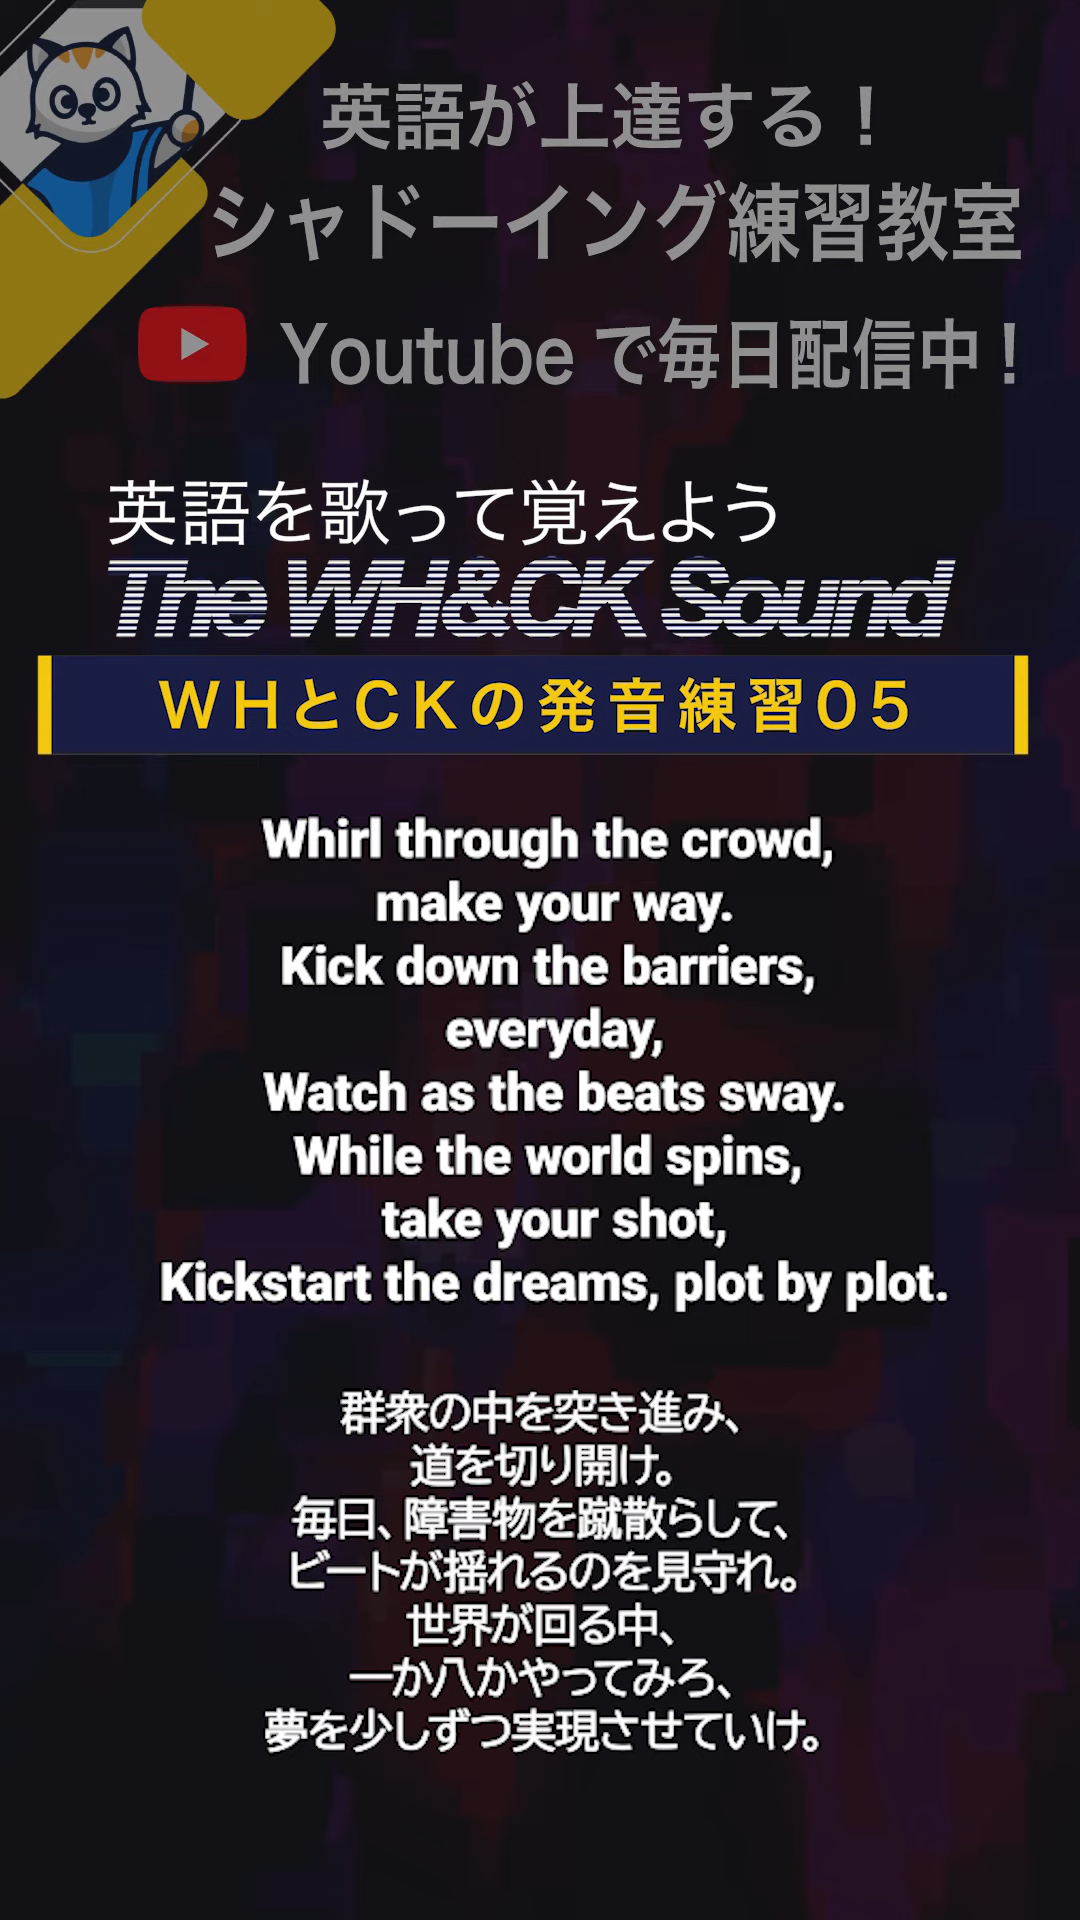 英語が上達する！
シャドーイング練習教室
Youtubeで毎日配信中！
英語を歌って覚えよう
The WH&CK Sound
WHとCKの発音練習05
Whirl through the crowd,
make your way.
Kick down the barriers,
everyday,
Watch as the beats sway.
While the world spins,
take your shot,
Kickstart the dreams, plot by plot.
群衆の中を突き進み、
道を切り開け。
毎日、障害物を蹴散らして、
ビートが揺れるのを見守れ。
世界が回る中、
一か八かやってみろ、
夢を少しずつ実現させていけ。